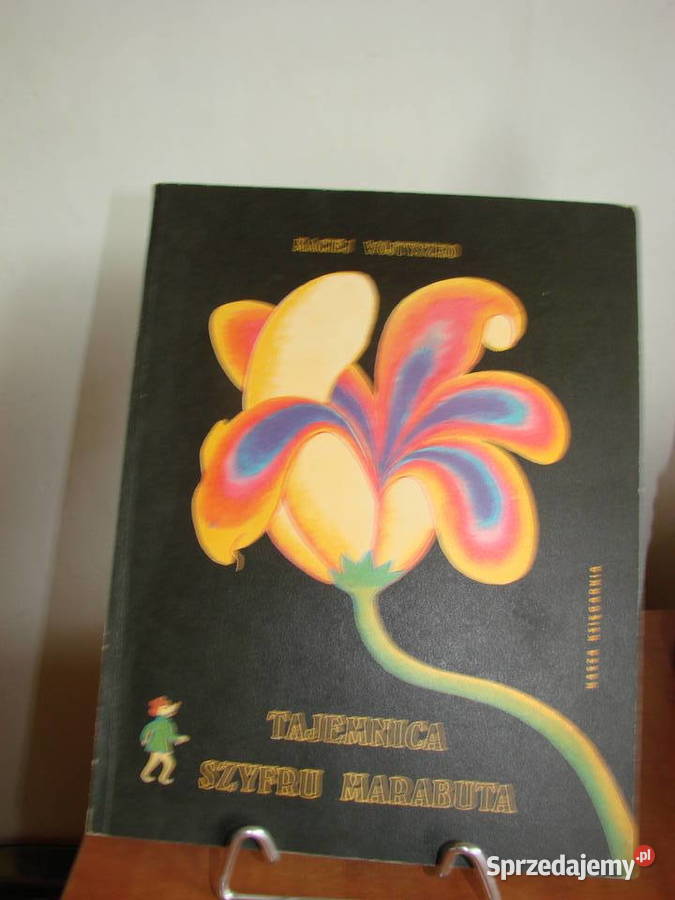 MACIEJ WOJTYSZKO
NASZA KSIĘGARNIA
TAJEMNICA
SZYFRU MARABUTA
Sprzedajemy.pl